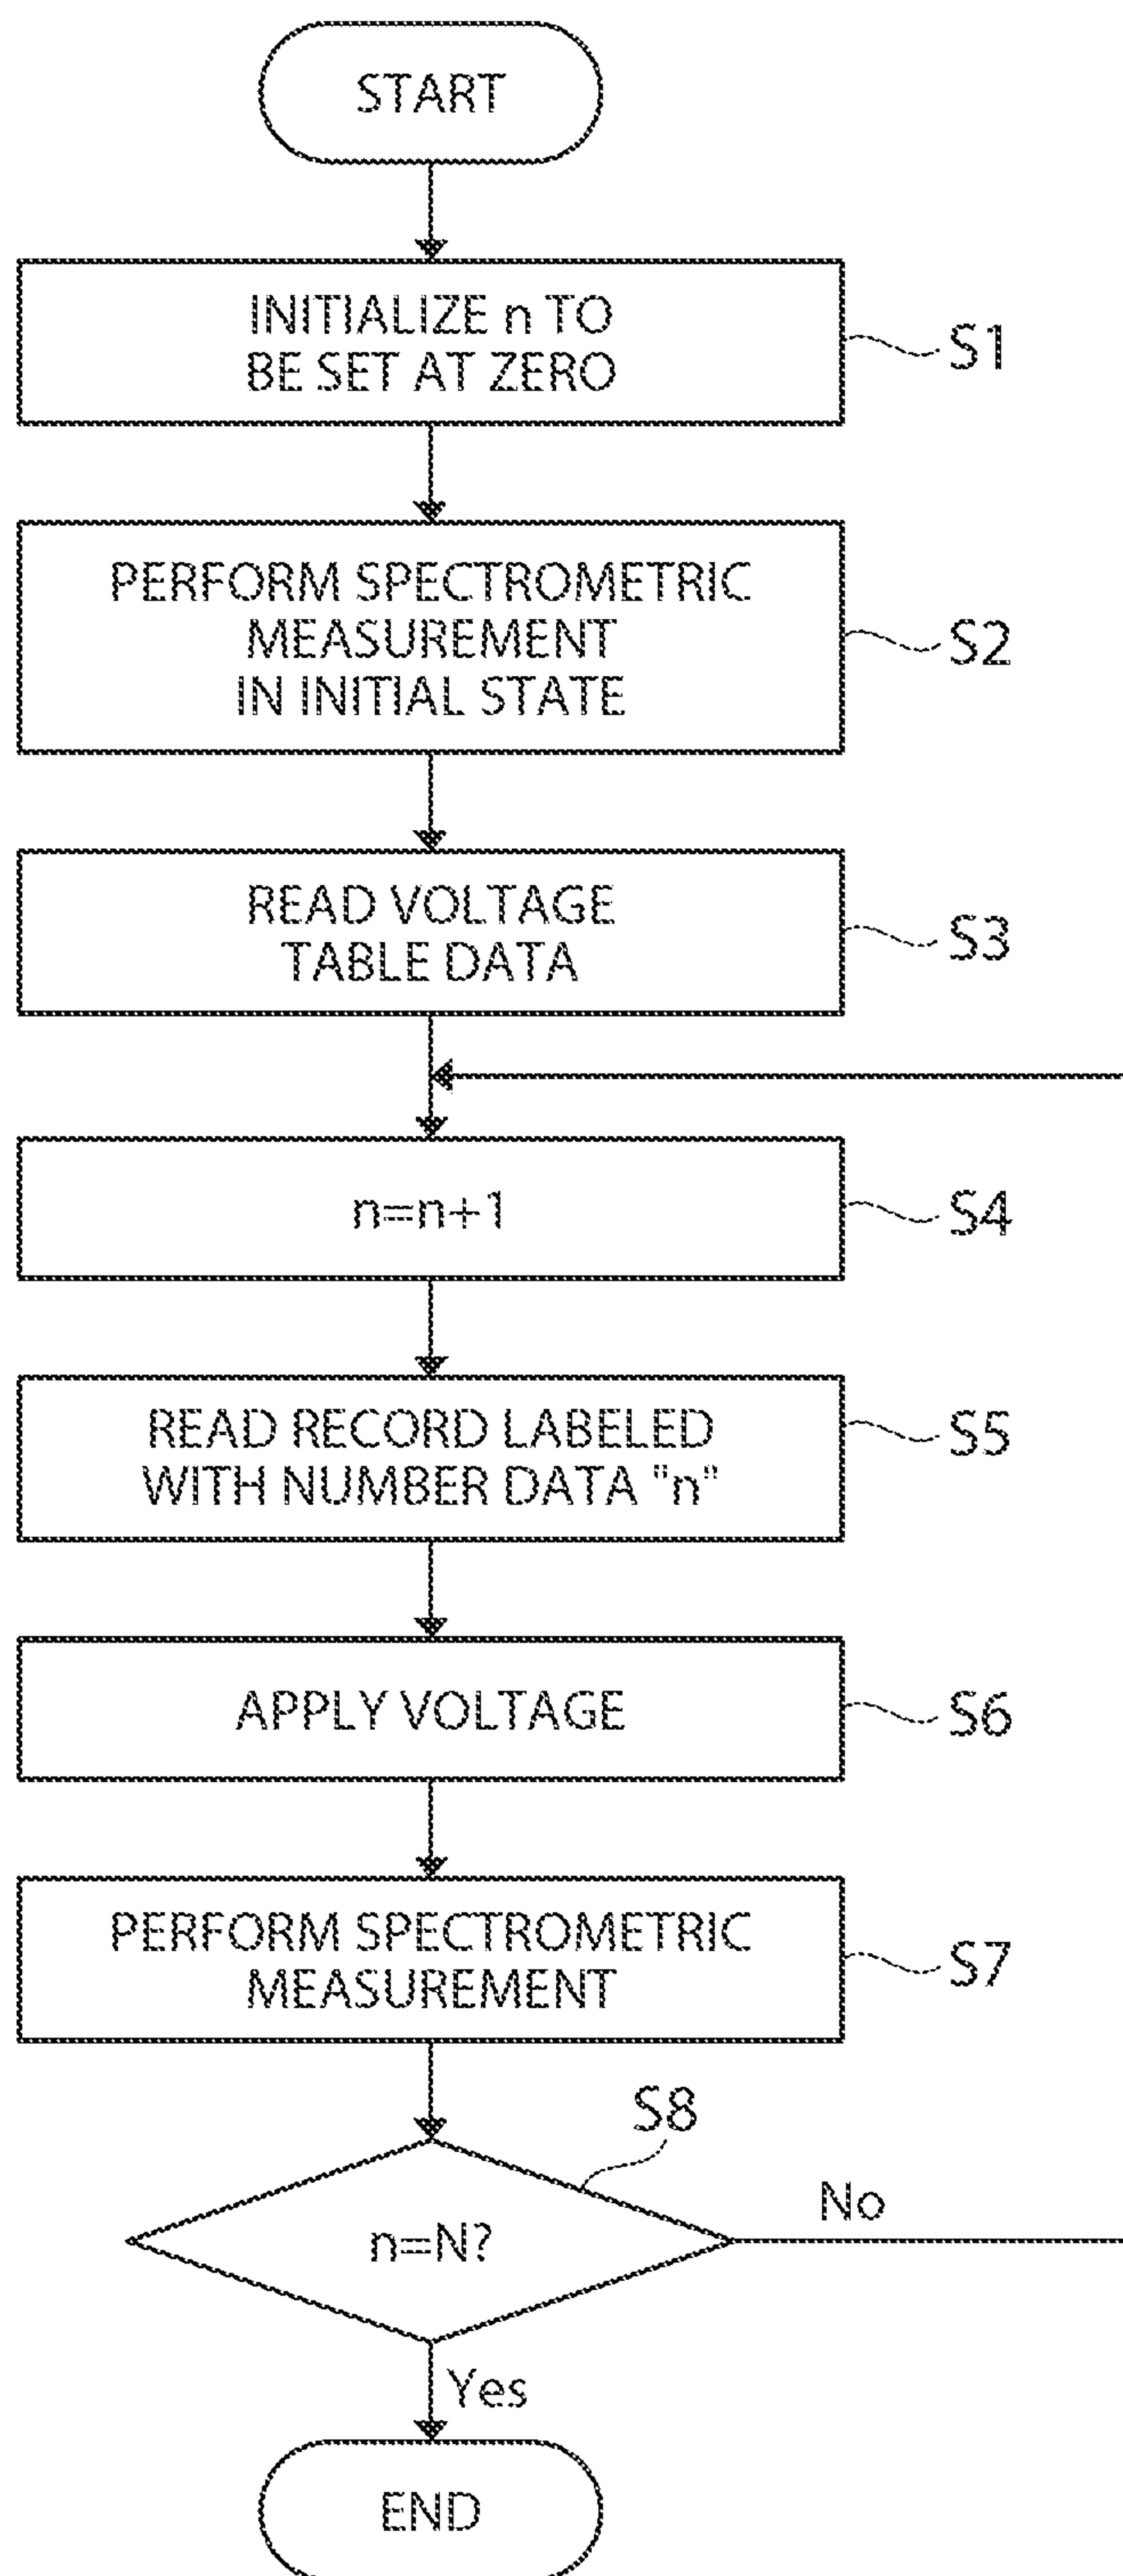 START
INITIALIZE n TO
BE SET AT ZERO
S1
PERFORM SPECTROMETRIC
MEASUREMENT
IN INITIAL STATE
S2
READ VOLTAGE
TABLE DATA
S3
n=n+1
S4
READ RECORD LABELED
WITH NUMBER DATA "n"
S5
APPLY VOLTAGE
S6
PERFORM SPECTROMETRIC
MEASUREMENT
S7
S8
n=N?
No
Yes
END